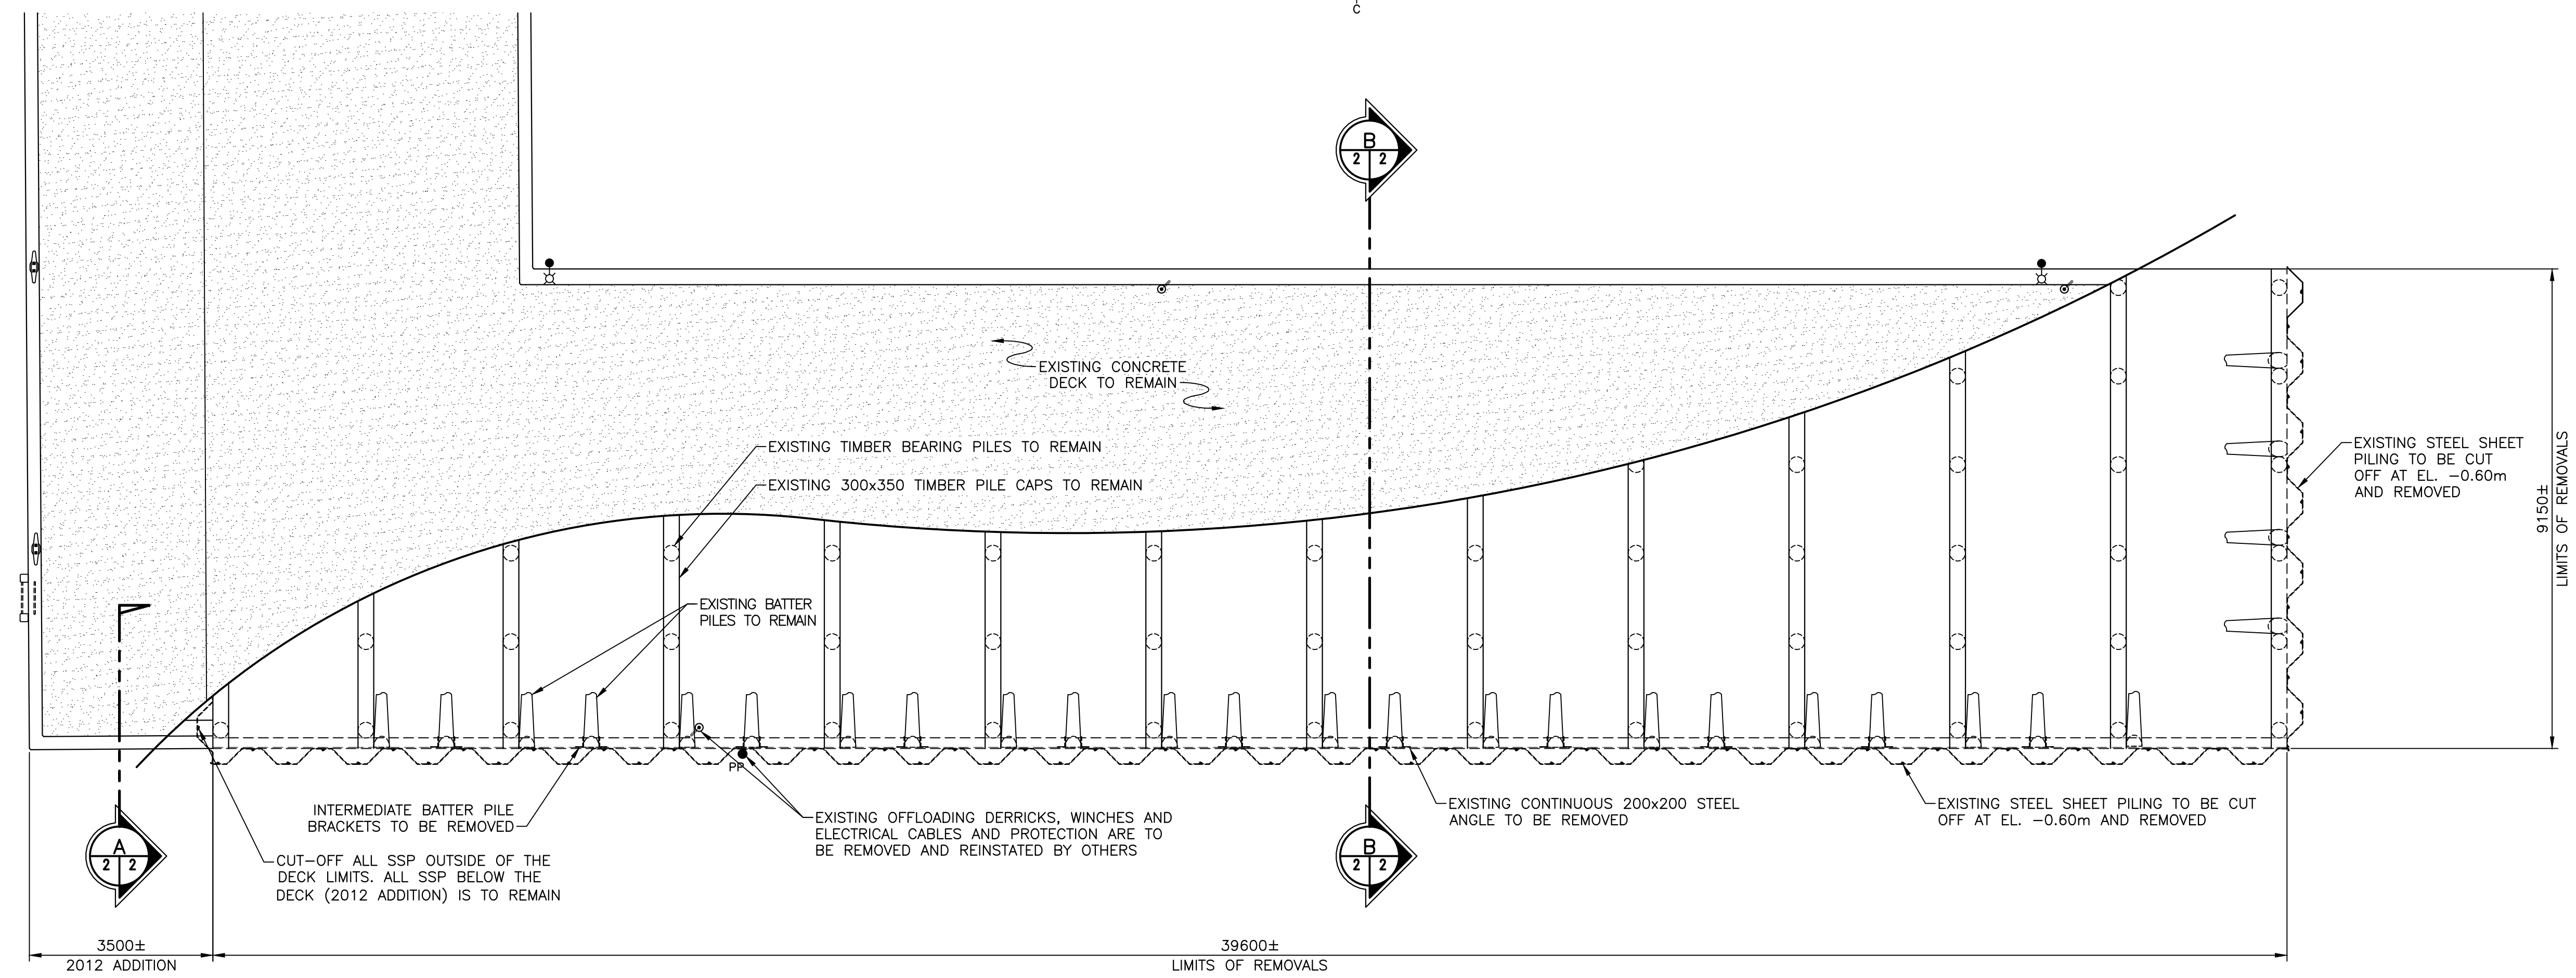 C
B
2 2
EXISTING CONCRETE
DECK TO REMAIN
EXISTING TIMBER BEARING PILES TO REMAIN
EXISTING 300x350 TIMBER PILE CAPS TO REMAIN
EXISTING STEEL SHEET
PILING TO BE CUT
OFF AT EL. -0.60m
AND REMOVED
9150±
LIMITS OF REMOVALS
EXISTING BATTER
PILES TO REMAIN
PP
INTERMEDIATE BATTER PILE
BRACKETS TO BE REMOVED
EXISTING OFFLOADING DERRICKS, WINCHES AND
ELECTRICAL CABLES AND PROTECTION ARE TO
BE REMOVED AND REINSTATED BY OTHERS
EXISTING CONTINUOUS 200x200 STEEL
ANGLE TO BE REMOVED
EXISTING STEEL SHEET PILING TO BE CUT
OFF AT EL. -0.60m AND REMOVED
A
2 2
B
2 2
CUT-OFF ALL SSP OUTSIDE OF THE
DECK LIMITS. ALL SSP BELOW THE
DECK (2012 ADDITION) IS TO REMAIN
3500±
2012 ADDITION
39600±
LIMITS OF REMOVALS